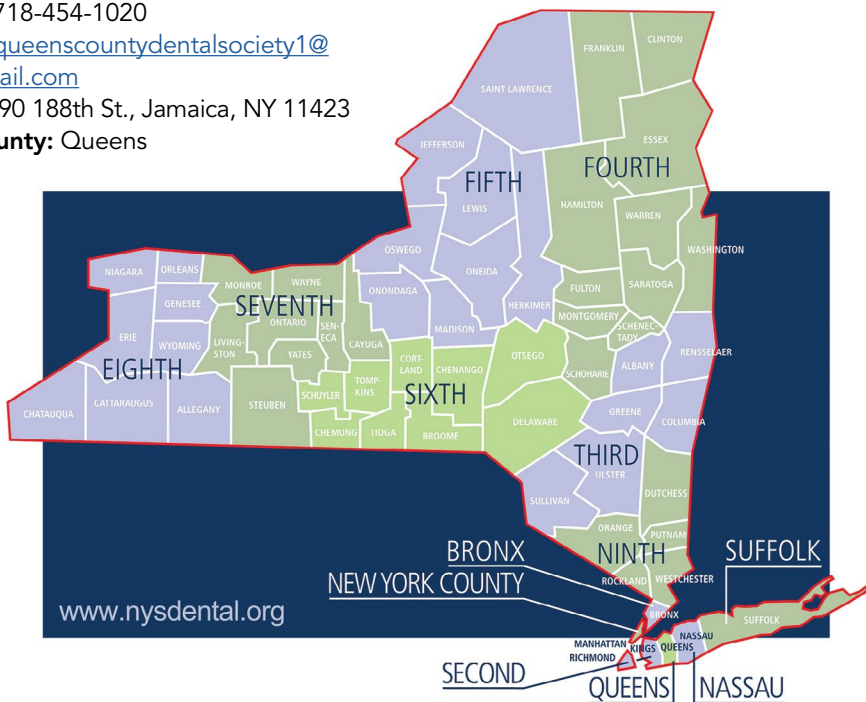 718-454-1020
queenscountydentalsociety1@
ail.com
90 188th St., Jamaica, NY 11423
unty: Queens
CLINTON
FRANKLIN
SAINT LAWRENCE
ESSEX
JEFFERSON
FOURTH
FIFTH
LEWIS
HAMILTON
WARREN
OSWEGO
WASHINGTON
NIAGARA
ORLEANS
ONEIDA
MONROE
WAYNE
FULTON
SARATOGA
ONONDAGA
GENESEE
SEVENTH
HERKIMER
MONTGOMERY
ONTARIO
SEN-
ECA
SCHENEC-
TADY
ERIE
WYOMING
LIVING-
STON
CAYUGA
MADISON
YATES
OTSEGO
RENSSELAER
CORT-
LAND
CHENANGO
ALBANY
SCHOHARIE
EIGHTH
TOMP-
KINS
SIXTH
SCHUYLER
CATTARAUGUS
ALLEGANY
STEUBEN
CHATAUQUA
GREENE
COLUMBIA
DELAWARE
CHEMUNG
TIOGA
BROOME
THIRD
ULSTER
SULLIVAN
DUTCHESS
ORANGE
PUTNAM
BRONX
NINTH
SUFFOLK
NEW YORK COUNTY
ROCKLAND
WESTCHESTER
www.nysdental.org
BRONX
SUFFOLK
MANHATTAN
KINGS
QUEENS
NASSAU
RICHMOND
SECOND
QUEENS
NASSAU